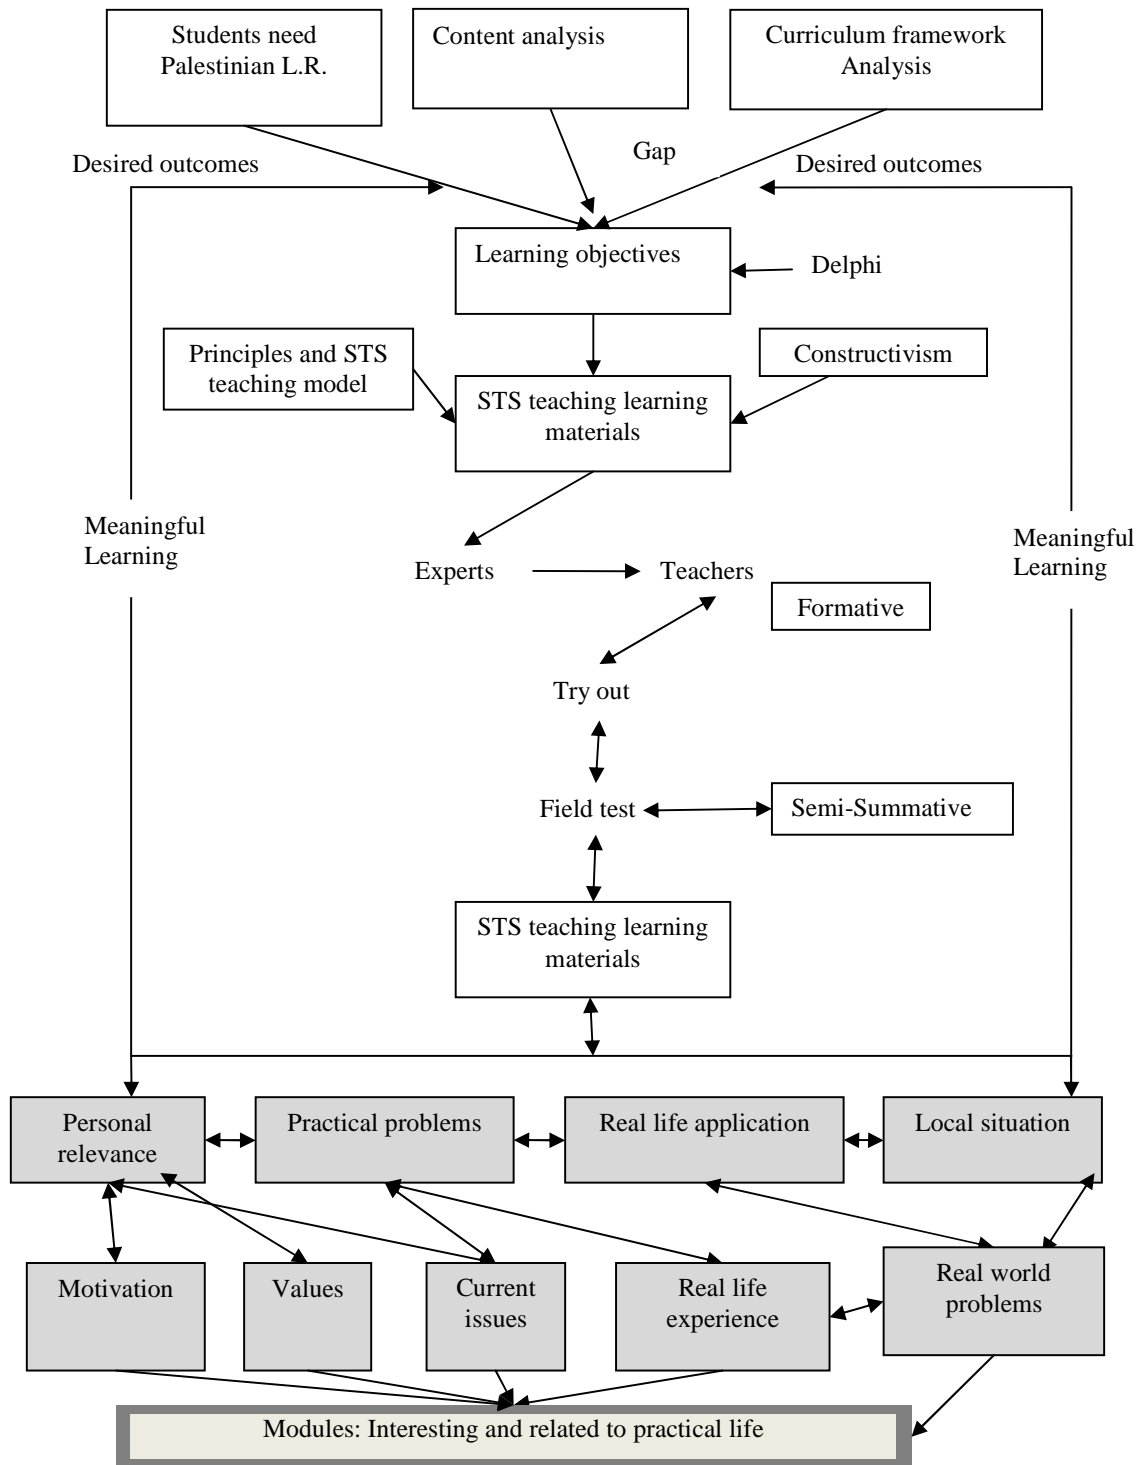 Students need
Palestinian L.R.
Content analysis
Curriculum framework
Analysis
Gap
Desired outcomes
Desired outcomes
Learning objectives
Delphi
Principles and STS
teaching model
Constructivism
STS teaching learning
materials
Meaningful
Learning
Meaningful
Learning
Experts
Teachers
Formative
Try out
Field test
Semi-Summative
STS teaching learning
materials
Personal
relevance
Practical problems
Real life application
Local situation
Motivation
Values
Current
issues
Real life
experience
Real world
problems
Modules: Interesting and related to practical life